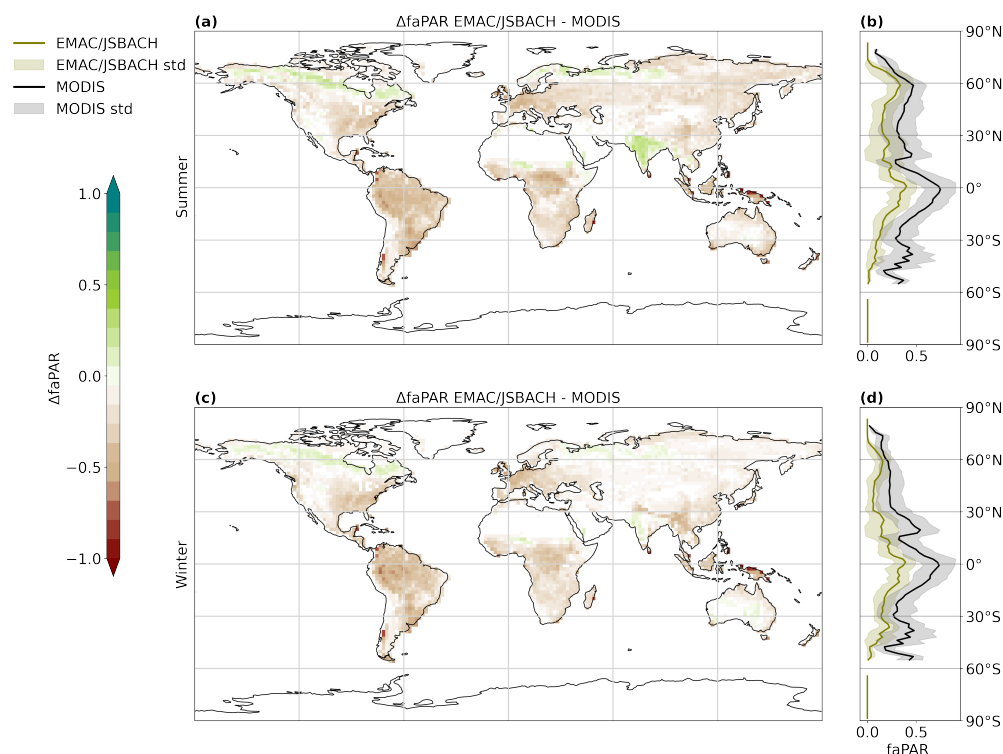 (a)
ΔfaPAR EMAC/JSBACH - MODIS
(b)
EMAC/JSBACH
EMAC/JSBACH std
MODIS
MODIS std
90°N
60°N
30°N
0°
30°S
60°S
90°S
0.0
0.5
Summer
1.0
0.5
0.0
−0.5
−1.0
ΔfaPAR
(c)
ΔfaPAR EMAC/JSBACH - MODIS
(d)
90°N
60°N
30°N
0°
30°S
60°S
90°S
Winter
0.0
0.5
faPAR